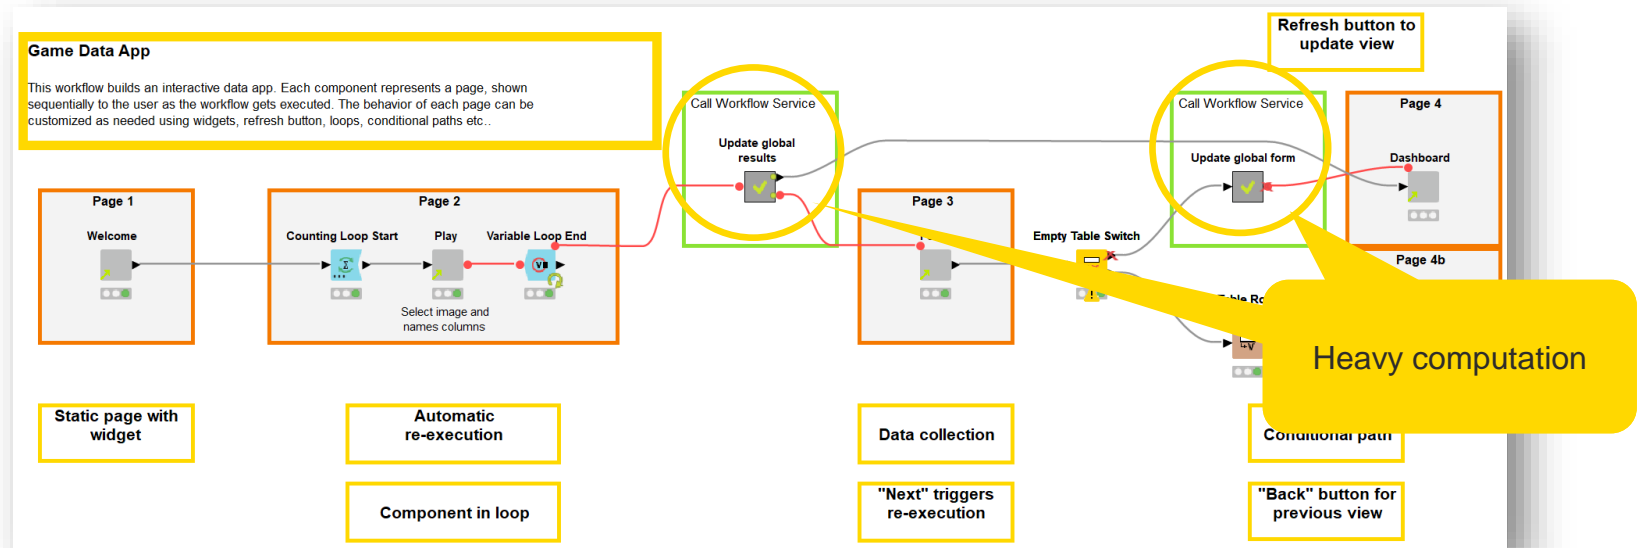 Game Data App
This workflow builds an interactive data app. Each component represents a page, shown
sequentially to the user as the workflow gets executed. The behavior of each page can be
customized as needed using widgets, refresh button, loops, conditional paths etc..
Refresh button to
update view
Call Workflow Service
Update global
results
Call Workflow Service
Update global form
Page 4
Dashboard
Page 1
Welcome
Page 2
Counting Loop Start
Play
Variable Loop End
Select image and
names columns
Page 3
Empty Table Switch
Page 4b
Heavy computation
Static page with
widget
Automatic
re-execution
Data collection
Conditional path
Component in loop
"Next" triggers
re-execution
"Back" button for
previous view